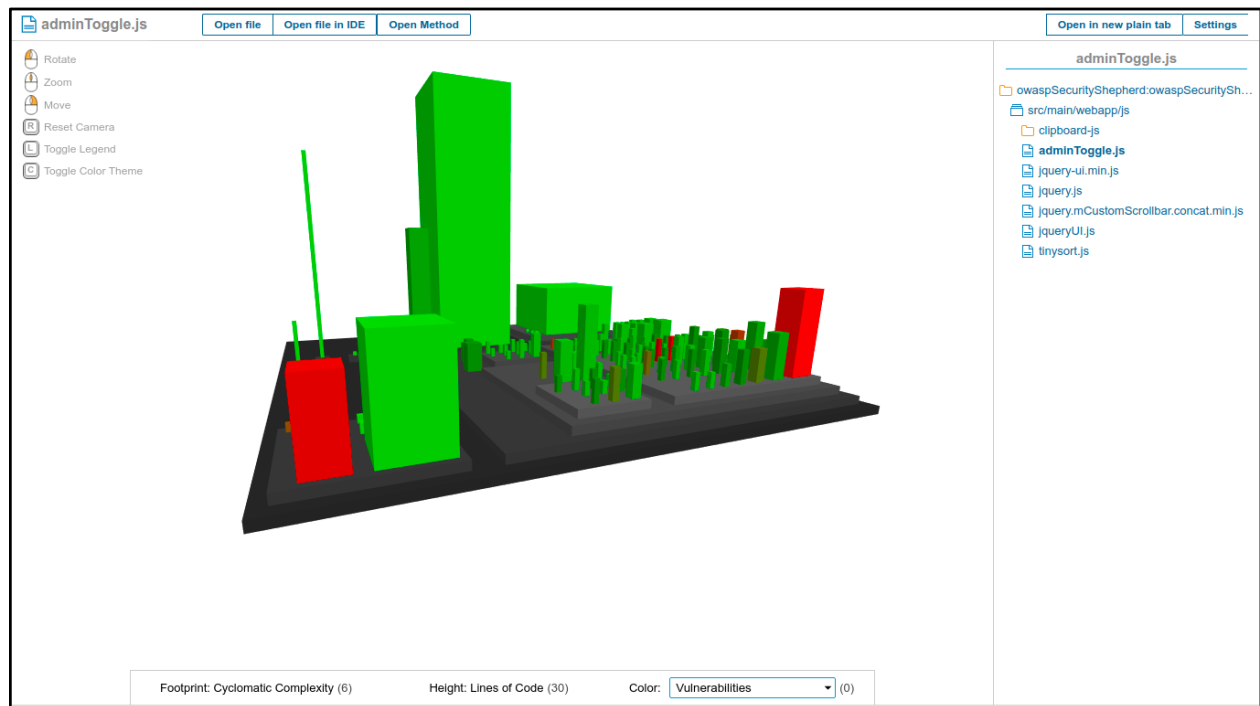 adminToggle.js
Open file Open file in IDE Open Method
Open in new plain tab Settings
Rotate
Zoom
Move
R Reset Camera
L Toggle Legend
C Toggle Color Theme
adminToggle.js
owaspSecurityShepherd:owaspSecuritySh...
src/main/webapp/js
clipboard-js
adminToggle.js
jquery-ui.min.js
jquery.js
jquery.mCustomScrollbar.concat.min.js
jqueryUI.js
tinysort.js
Footprint: Cyclomatic Complexity (6) Height: Lines of Code (30) Color: Vulnerabilities (0)